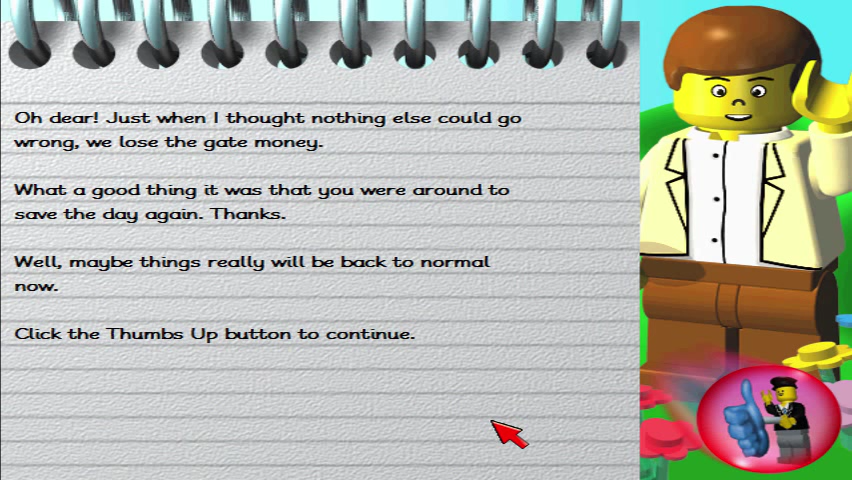 Oh dear! Just when I thought nothing else could go
wrong, we lose the gate money.
What a good thing it was that you were around to
save the day again. Thanks.
Well, maybe things really will be back to normal
now.
Click the Thumbs Up button to continue.